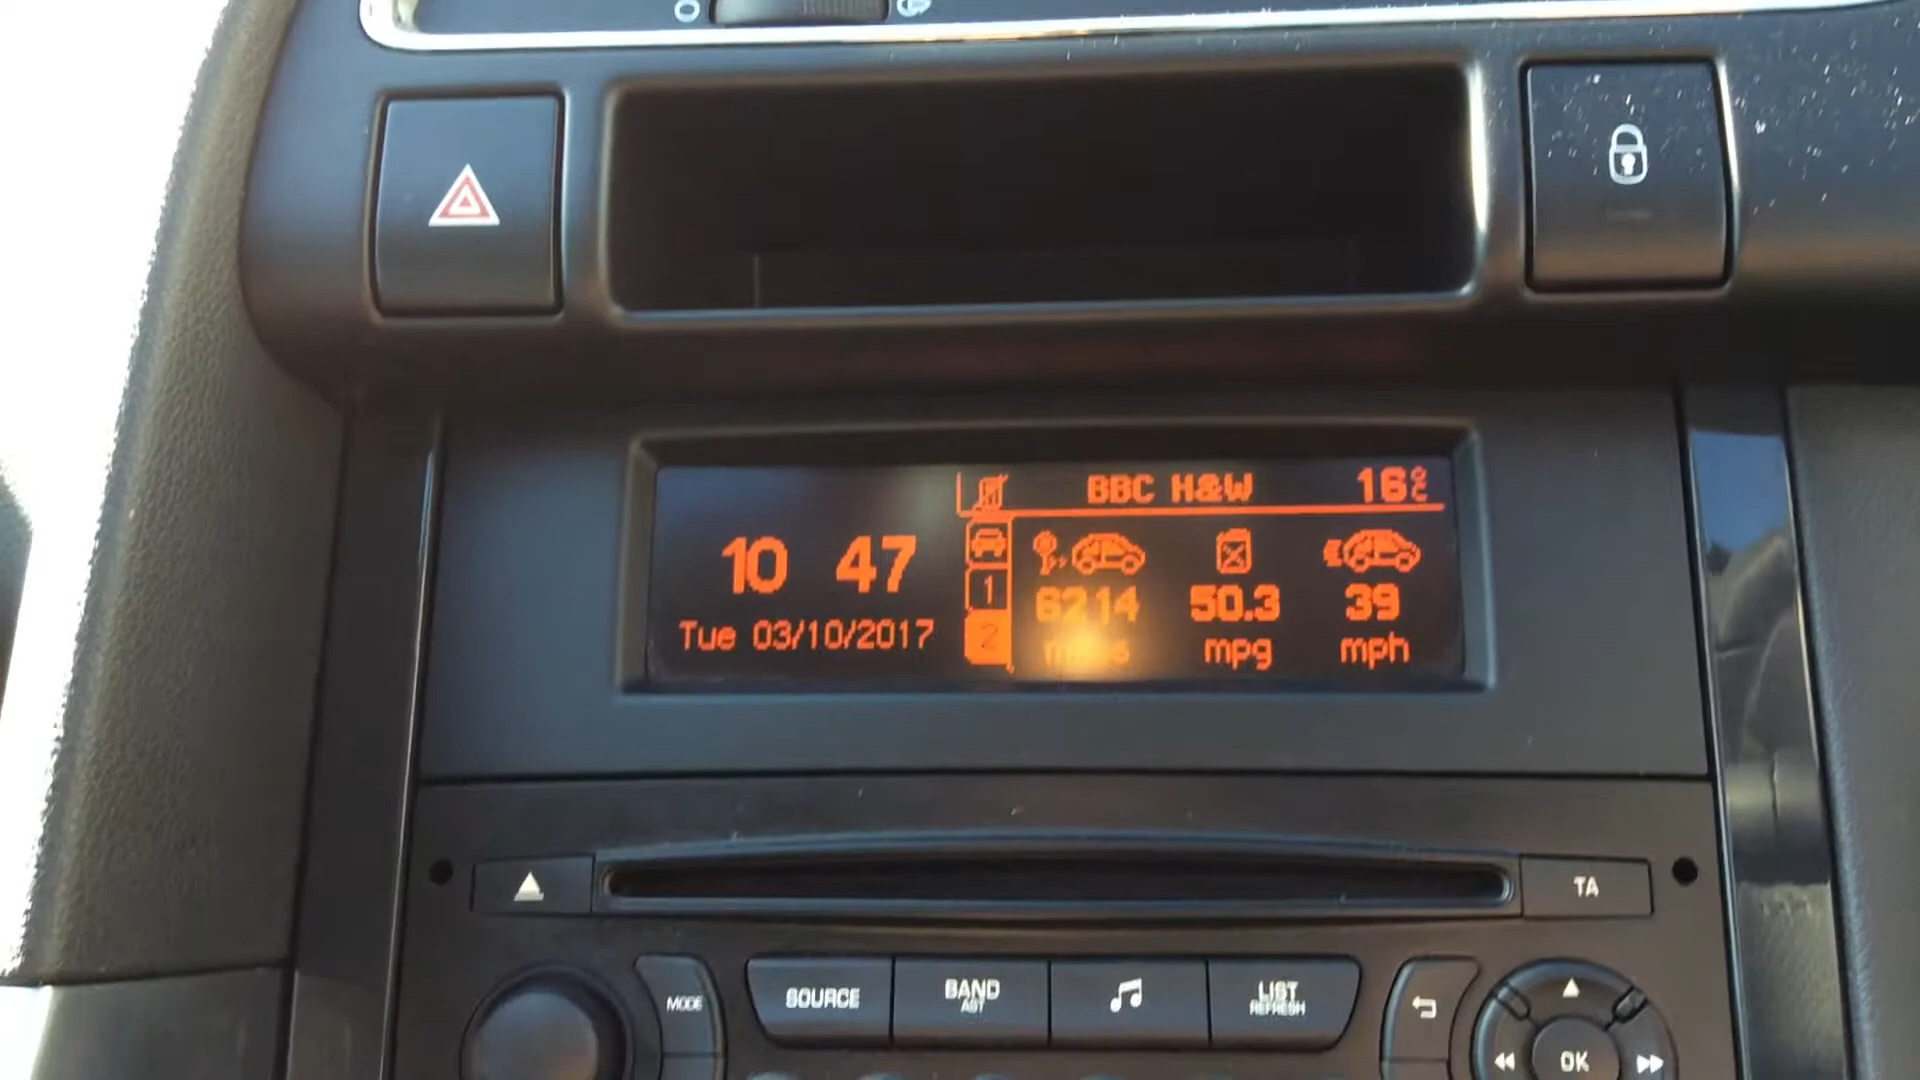 BBC H&W 16°C
10 47
Tue 03/10/2017
1
2
6214 50.3 39
miles mpg mph
TA
MODE
SOURCE
BAND
AST
LIST
REFRESH
OK